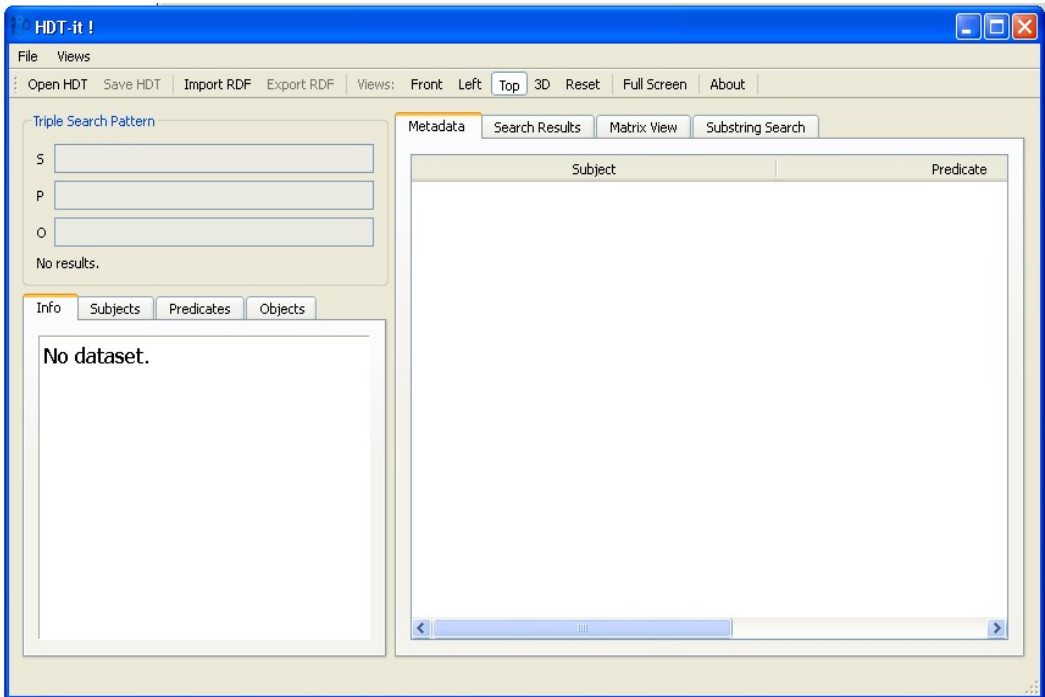 HDT-it !
File Views
Open HDT Save HDT Import RDF Export RDF Views: Front Left Top 3D Reset Full Screen About
Triple Search Pattern
S
P
O
No results.
Info Subjects Predicates Objects
No dataset.
Metadata Search Results Matrix View Substring Search
Subject Predicate